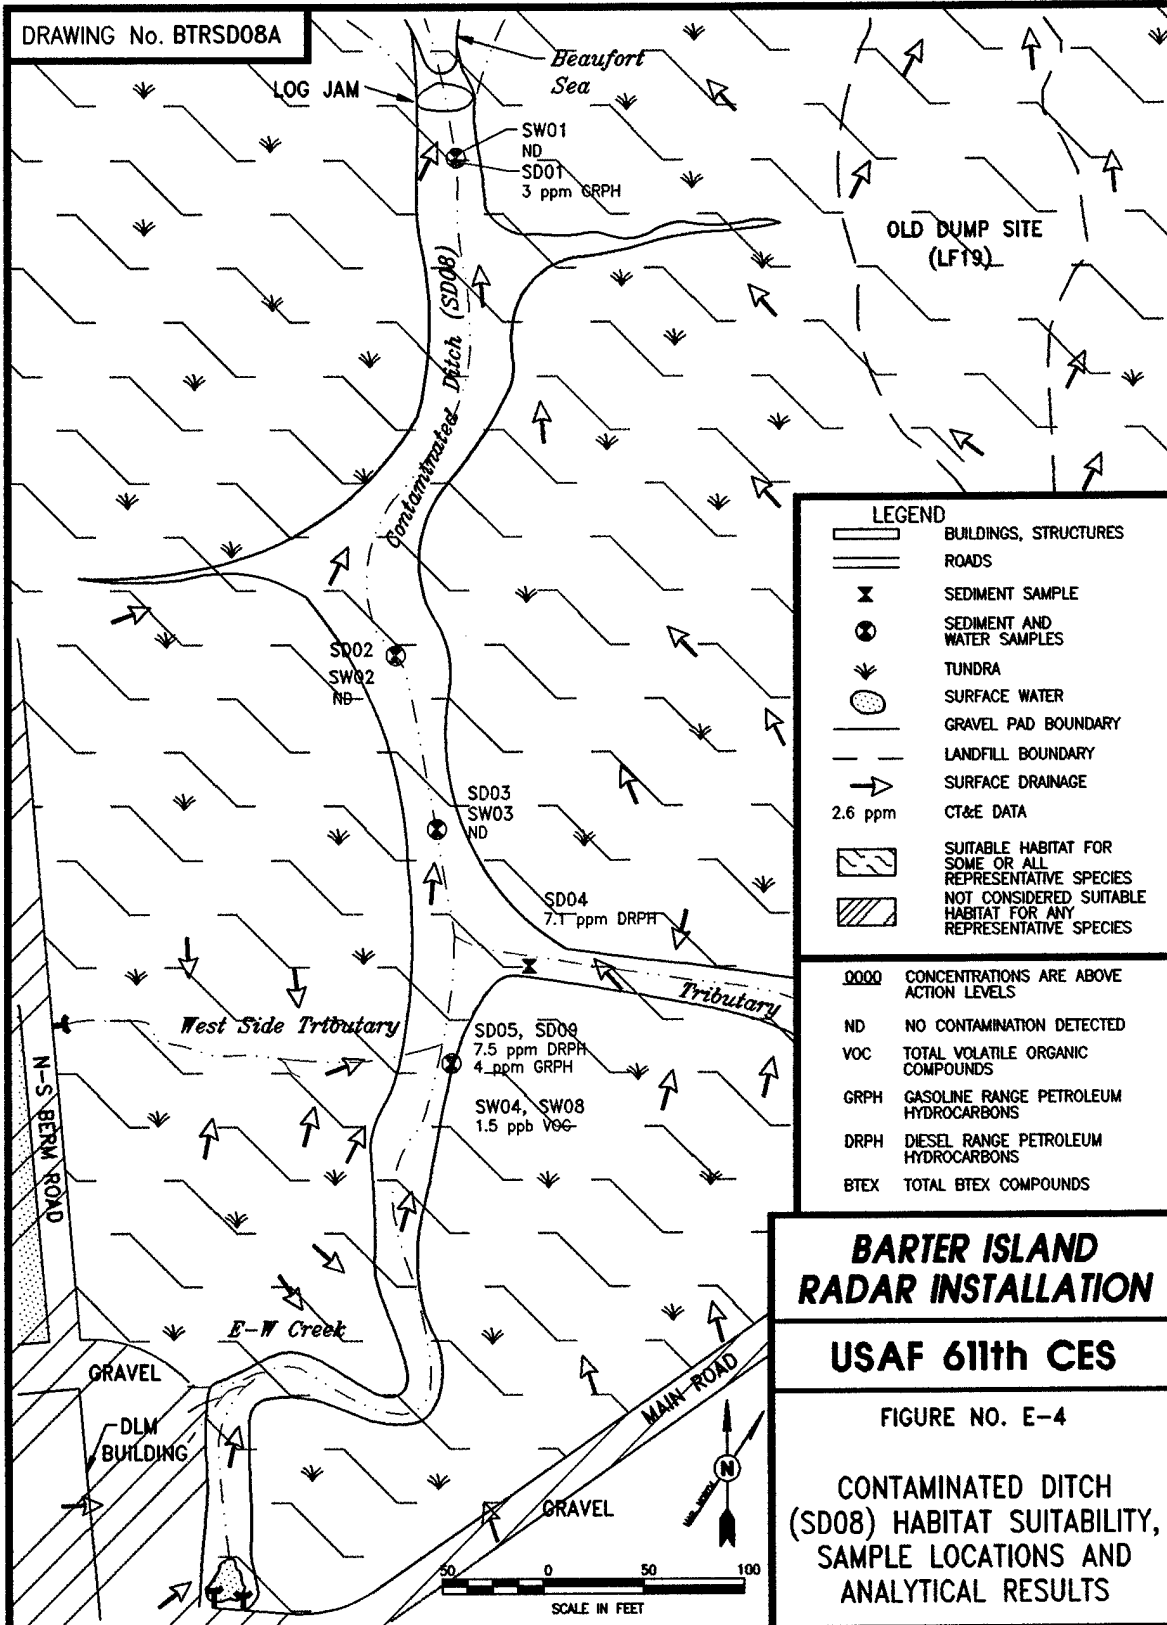 DRAWING No. BTRSD08A
Beaufort
Sea
LOG JAM
SW01
ND
SD01
3 ppm GRPH
OLD DUMP SITE
(LF19)
Contaminated Ditch (SD08)
SD02
SW02
ND
SD03
SW03
ND
SD04
7.1 ppm DRPH
Tributary
West Side Tributary
SD05, SD09
7.5 ppm DRPH
4 ppm GRPH
SW04, SW08
1.5 ppb VOC
N-S BERM ROAD
E-W Creek
GRAVEL
DLM
BUILDING
MAIN ROAD
GRAVEL
N
50 0 50 100
SCALE IN FEET
LEGEND
BUILDINGS, STRUCTURES
ROADS
SEDIMENT SAMPLE
SEDIMENT AND
WATER SAMPLES
TUNDRA
SURFACE WATER
GRAVEL PAD BOUNDARY
LANDFILL BOUNDARY
SURFACE DRAINAGE
2.6 ppm CT&E DATA
SUITABLE HABITAT FOR
SOME OR ALL
REPRESENTATIVE SPECIES
NOT CONSIDERED SUITABLE
HABITAT FOR ANY
REPRESENTATIVE SPECIES
0000 CONCENTRATIONS ARE ABOVE
ACTION LEVELS
ND NO CONTAMINATION DETECTED
VOC TOTAL VOLATILE ORGANIC
COMPOUNDS
GRPH GASOLINE RANGE PETROLEUM
HYDROCARBONS
DRPH DIESEL RANGE PETROLEUM
HYDROCARBONS
BTEX TOTAL BTEX COMPOUNDS
BARTER ISLAND
RADAR INSTALLATION
USAF 611th CES
FIGURE NO. E-4
CONTAMINATED DITCH
(SD08) HABITAT SUITABILITY,
SAMPLE LOCATIONS AND
ANALYTICAL RESULTS